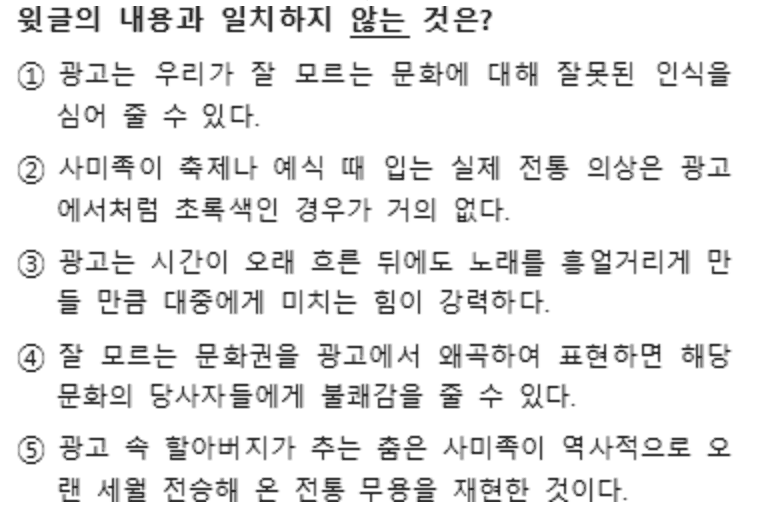 윗글의 내용과 일치하지 않는 것은?
① 광고는 우리가 잘 모르는 문화에 대해 잘못된 인식을
심어 줄 수 있다.
② 사미족이 축제나 예식 때 입는 실제 전통 의상은 광고
에서처럼 초록색인 경우가 거의 없다.
③ 광고는 시간이 오래 흐른 뒤에도 노래를 흥얼거리게 만
들 만큼 대중에게 미치는 힘이 강력하다.
④ 잘 모르는 문화권을 광고에서 왜곡하여 표현하면 해당
문화의 당사자들에게 불쾌감을 줄 수 있다.
⑤ 광고 속 할아버지가 추는 춤은 사미족이 역사적으로 오
랜 세월 전승해 온 전통 무용을 재현한 것이다.